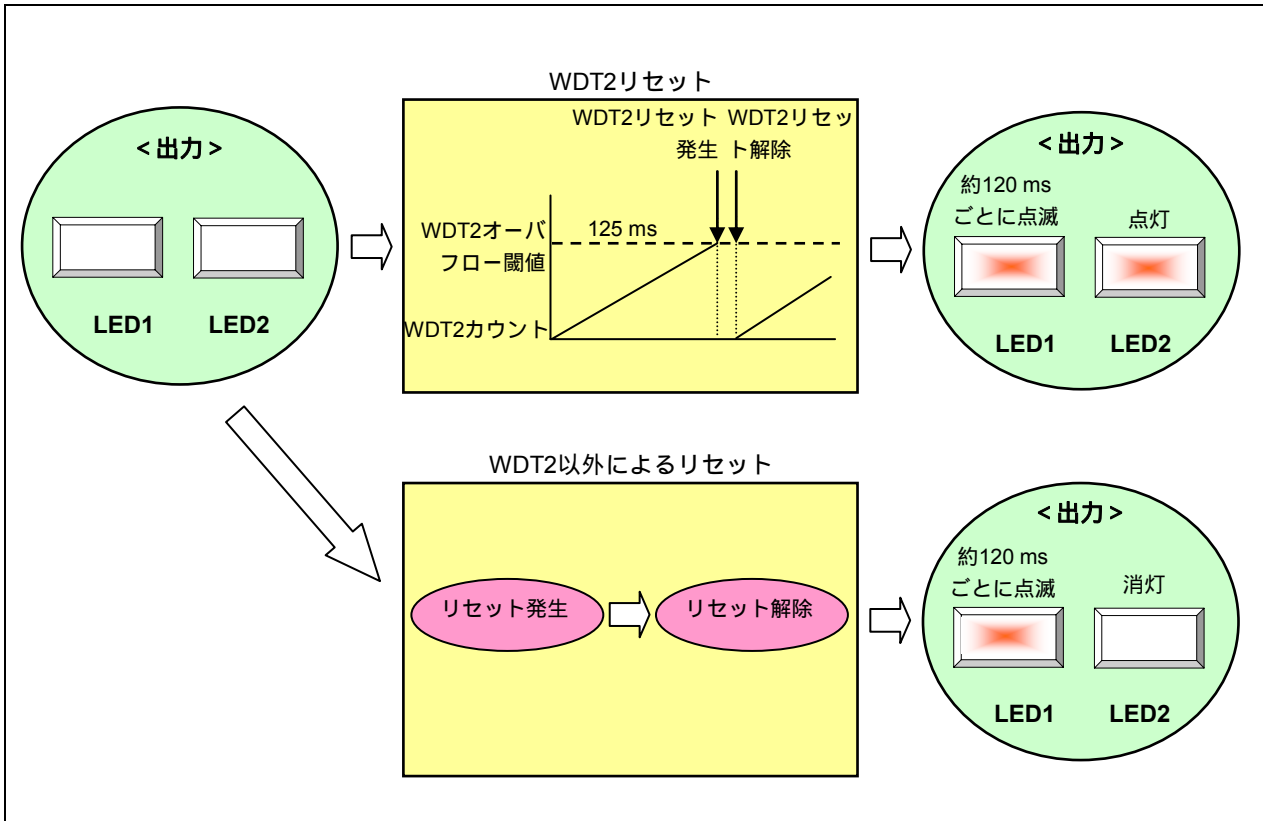 WDT2リセット
<出力>
LED1
LED2
WDT2リセット
発生
WDT2リセッ
ト解除
WDT2オーバ
フロー閾値
125 ms
WDT2カウント
<出力>
約120 ms
ごとに点滅
点灯
LED1
LED2
WDT2以外によるリセット
リセット発生
リセット解除
<出力>
約120 ms
ごとに点滅
消灯
LED1
LED2